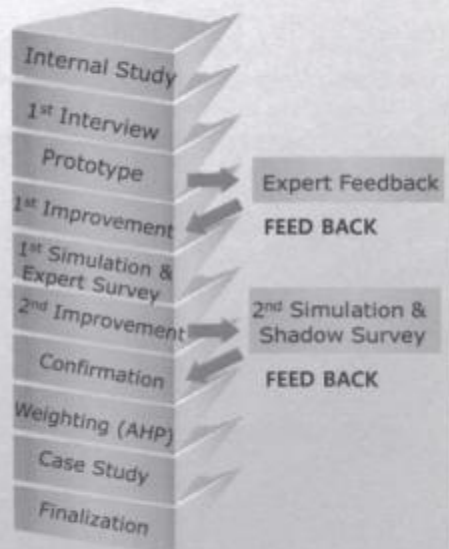 Internal Study
1st Interview
Prototype
Expert Feedback
1st Improvement
FEED BACK
1st Simulation &
Expert Survey
2nd Improvement
2nd Simulation &
Shadow Survey
Confirmation
FEED BACK
Weighting (AHP)
Case Study
Finalization